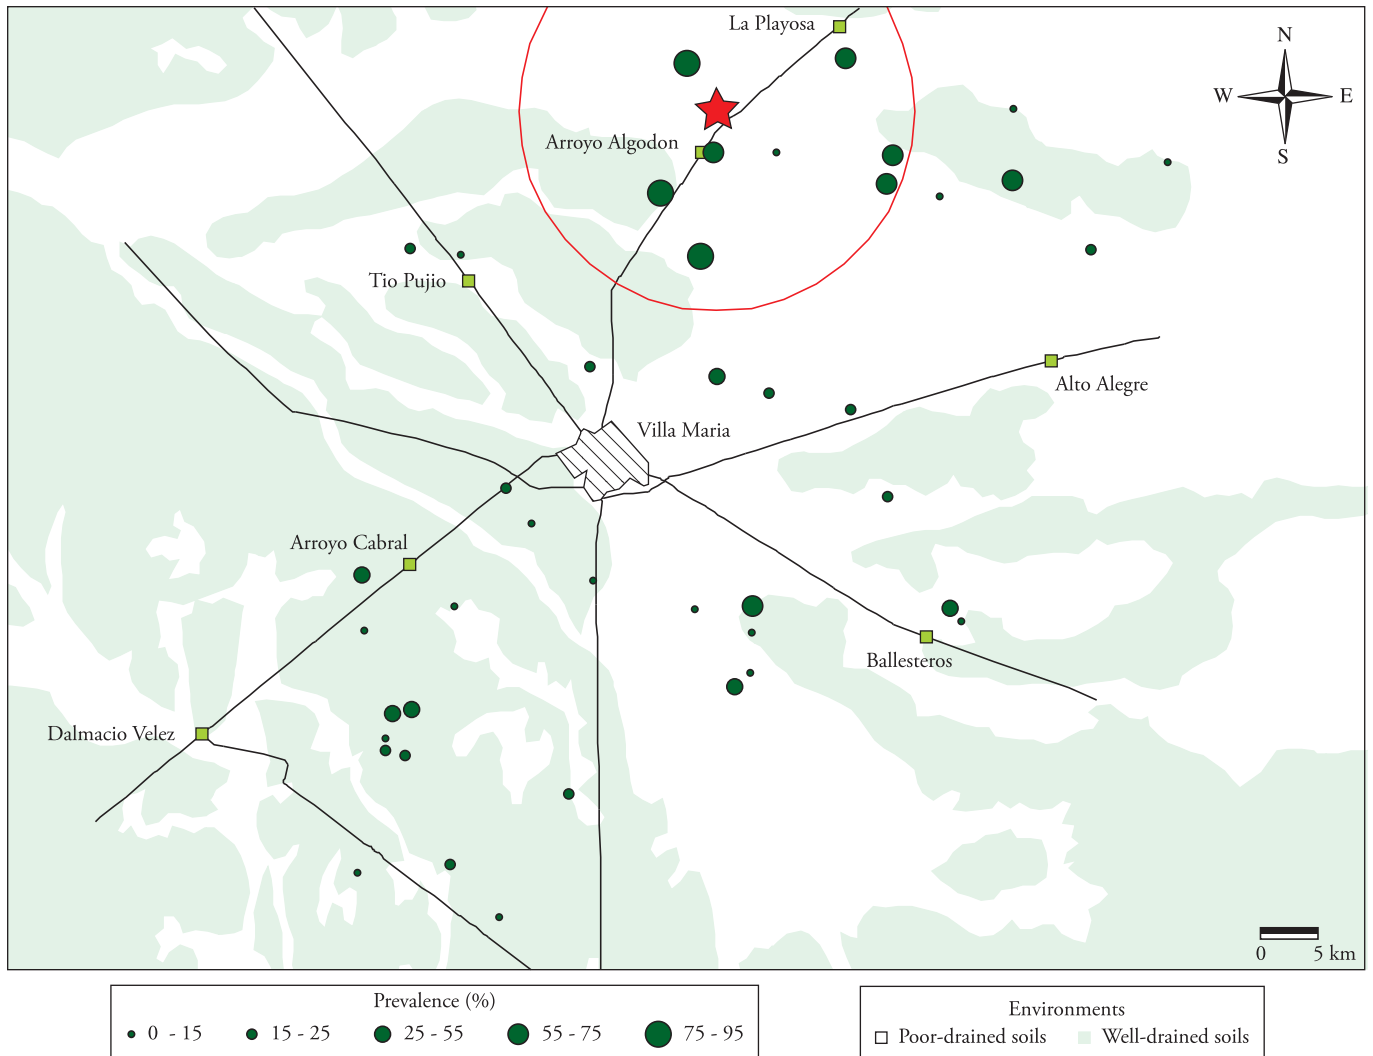 La Playosa
N
W E
S
Arroyo Algodon
Tio Pujio
Alto Alegre
Villa Maria
Arroyo Cabral
Ballesteros
Dalmacio Velez
0 5 km
Prevalence (%)
0 - 15 15 - 25 25 - 55 55 - 75 75 - 95
Environments
Poor-drained soils Well-drained soils